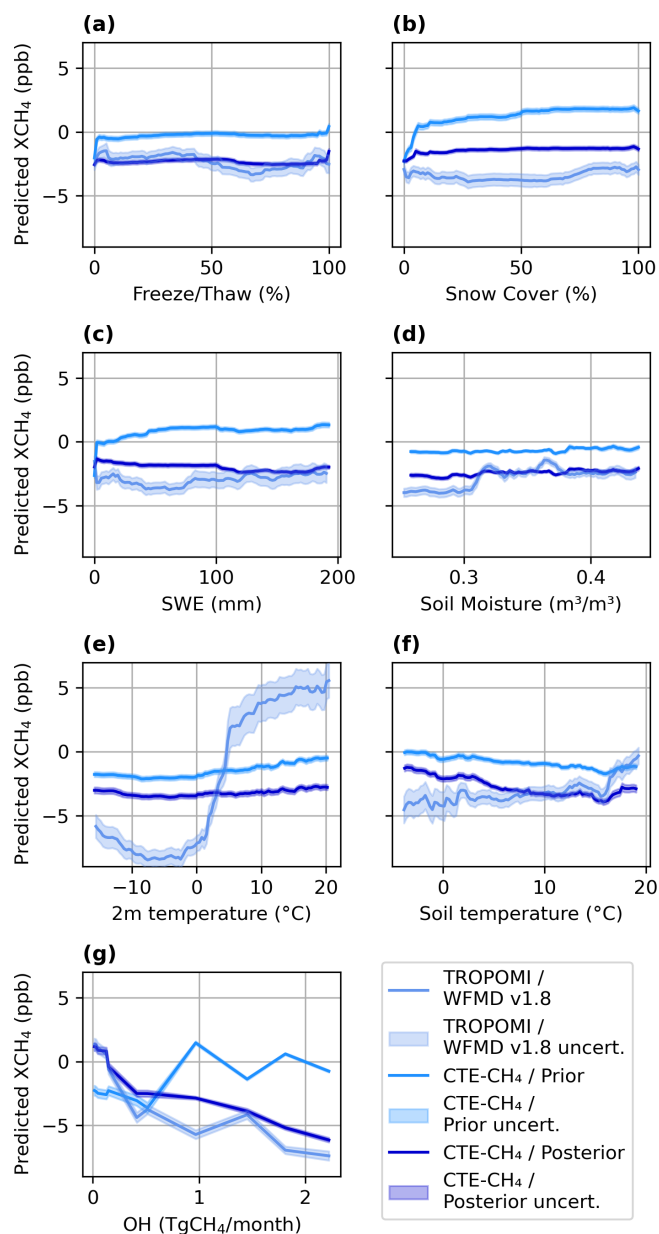 (a)
(b)
Predicted XCH₄ (ppb)
5
0
−5
0
50
100
0
50
100
Freeze/Thaw (%)
Snow Cover (%)
(c)
(d)
Predicted XCH₄ (ppb)
5
0
−5
0
100
200
0.3
0.4
SWE (mm)
Soil Moisture (m³/m³)
(e)
(f)
Predicted XCH₄ (ppb)
5
0
−5
−10
0
10
20
0
10
20
2m temperature (°C)
Soil temperature (°C)
(g)
Predicted XCH₄ (ppb)
5
0
−5
0
1
2
OH (TgCH₄/month)
TROPOMI /
WFMD v1.8
TROPOMI /
WFMD v1.8 uncert.
CTE-CH₄ / Prior
CTE-CH₄ /
Prior uncert.
CTE-CH₄ / Posterior
CTE-CH₄ /
Posterior uncert.